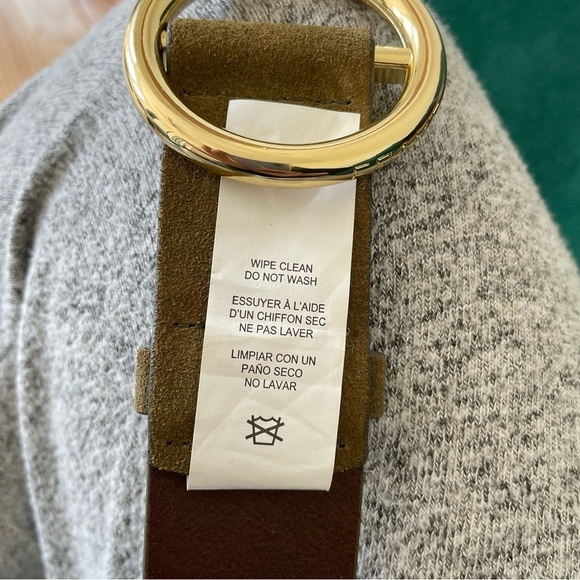 WIPE CLEAN
DO NOT WASH
ESSUYER À L'AIDE
D'UN CHIFFON SEC
NE PAS LAVER
LIMPIAR CON UN
PAÑO SECO
NO LAVAR